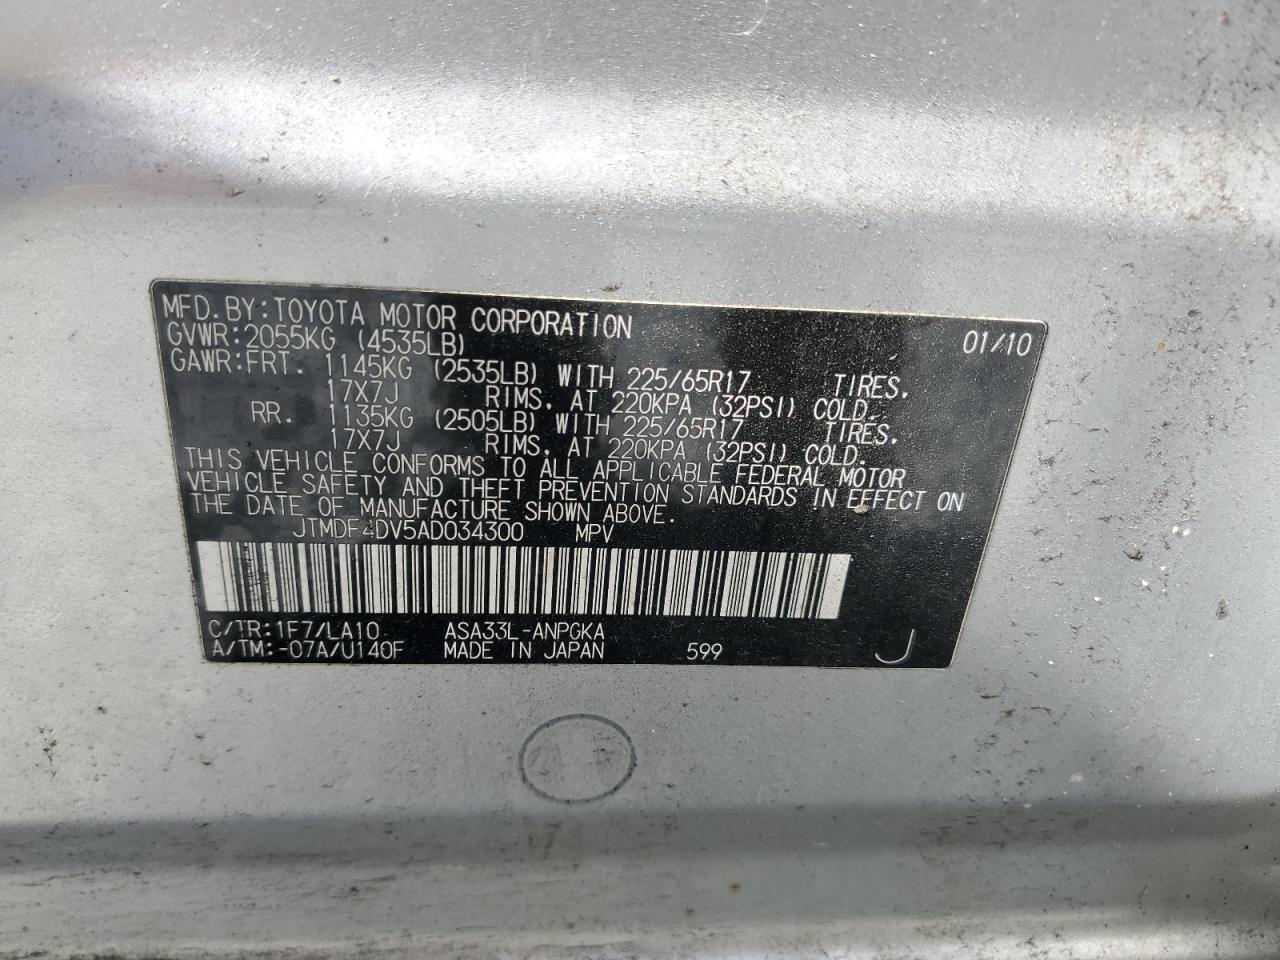 MFD. BY: TOYOTA MOTOR CORPORATION 01/10
GVWR: 2055KG (4535LB)
GAWR: FRT. 1145KG (2535LB) WITH 225/65R17 TIRES.
17X7J RIMS, AT 220KPA (32PSI) COLD.
RR. 1135KG (2505LB) WITH 225/65R17 TIRES.
17X7J RIMS, AT 220KPA (32PSI) COLD.
THIS VEHICLE CONFORMS TO ALL APPLICABLE FEDERAL MOTOR
VEHICLE SAFETY AND THEFT PREVENTION STANDARDS IN EFFECT ON
THE DATE OF MANUFACTURE SHOWN ABOVE.
JTMDF4DV5AD034300 MPV
C/TR: 1F7/LA10 ASA33L-ANPGKA
A/TM: -07A/U140F MADE IN JAPAN 599 J